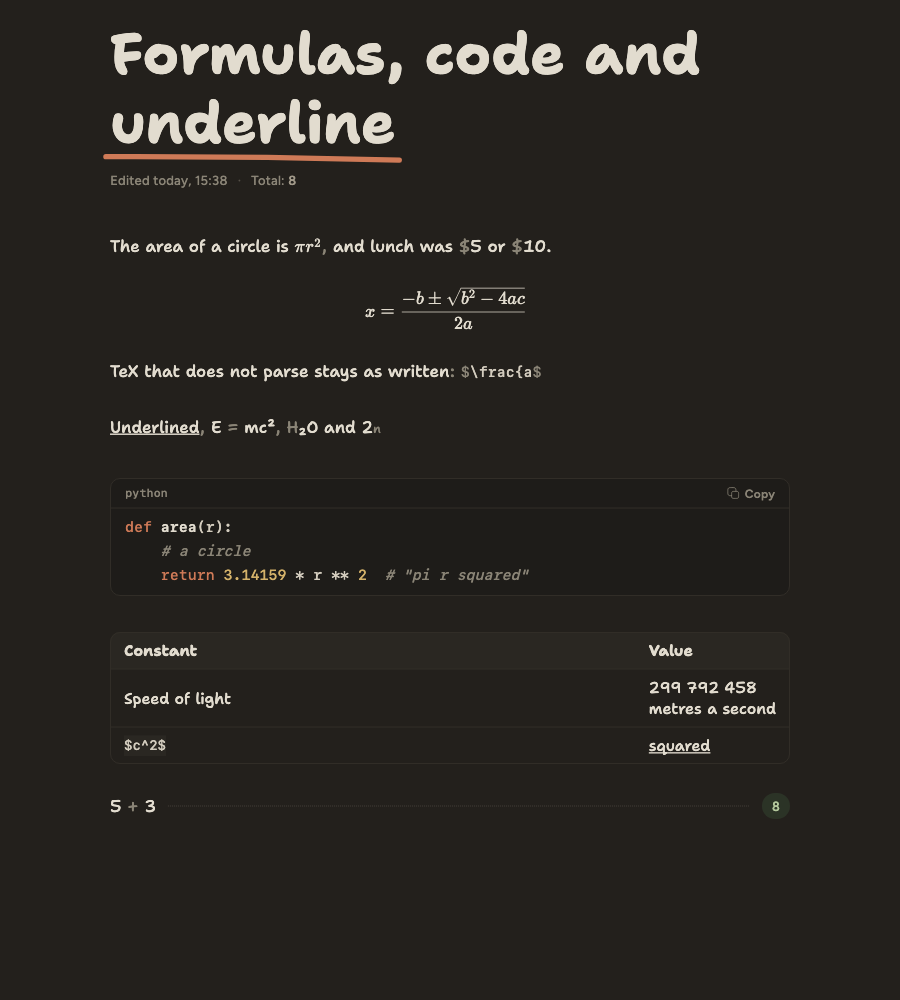 Formulas, code and
underline
Edited today, 15:38 · Total: 8
The area of a circle is πr², and lunch was $5 or $10.
x = \frac{-b ± \sqrt{b² − 4ac}}{2a}
TeX that does not parse stays as written: $\frac{a$
Underlined, E = mc², H₂O and 2n
python
Copy
def area(r):
    # a circle
    return 3.14159 * r ** 2  # "pi r squared"
Constant Value
Speed of light 299 792 458
metres a second
$c^2$ squared
5 + 3 8